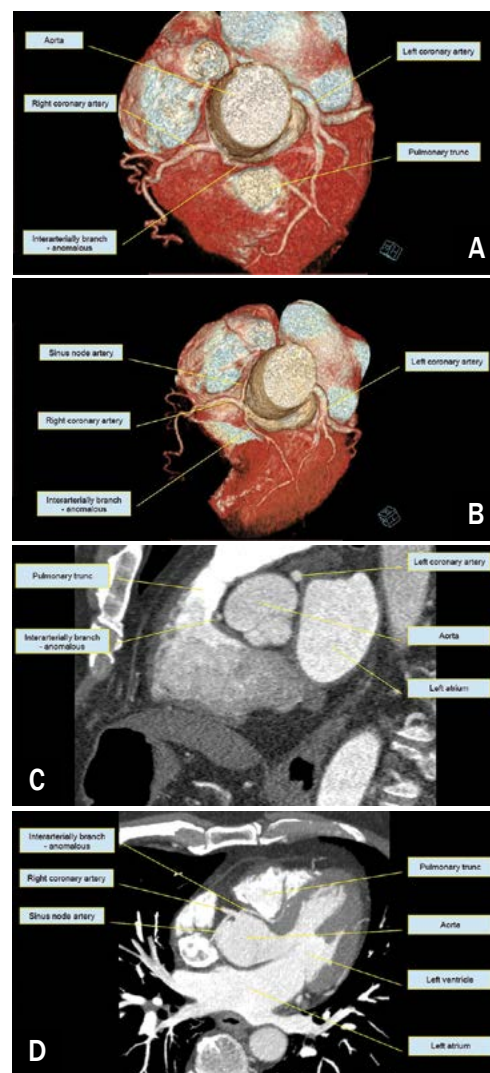 Aorta
Left coronary artery
Right coronary artery
Pulmonary trunc
Interarterially branch
- anomalous
A
Sinus node artery
Left coronary artery
Right coronary artery
Interarterially branch
- anomalous
B
Left coronary artery
Pulmonary trunc
Interarterially branch
- anomalous
Aorta
Left atrium
C
Interarterially branch
- anomalous
Pulmonary trunc
Right coronary artery
Sinus node artery
Aorta
Left ventricle
Left atrium
D